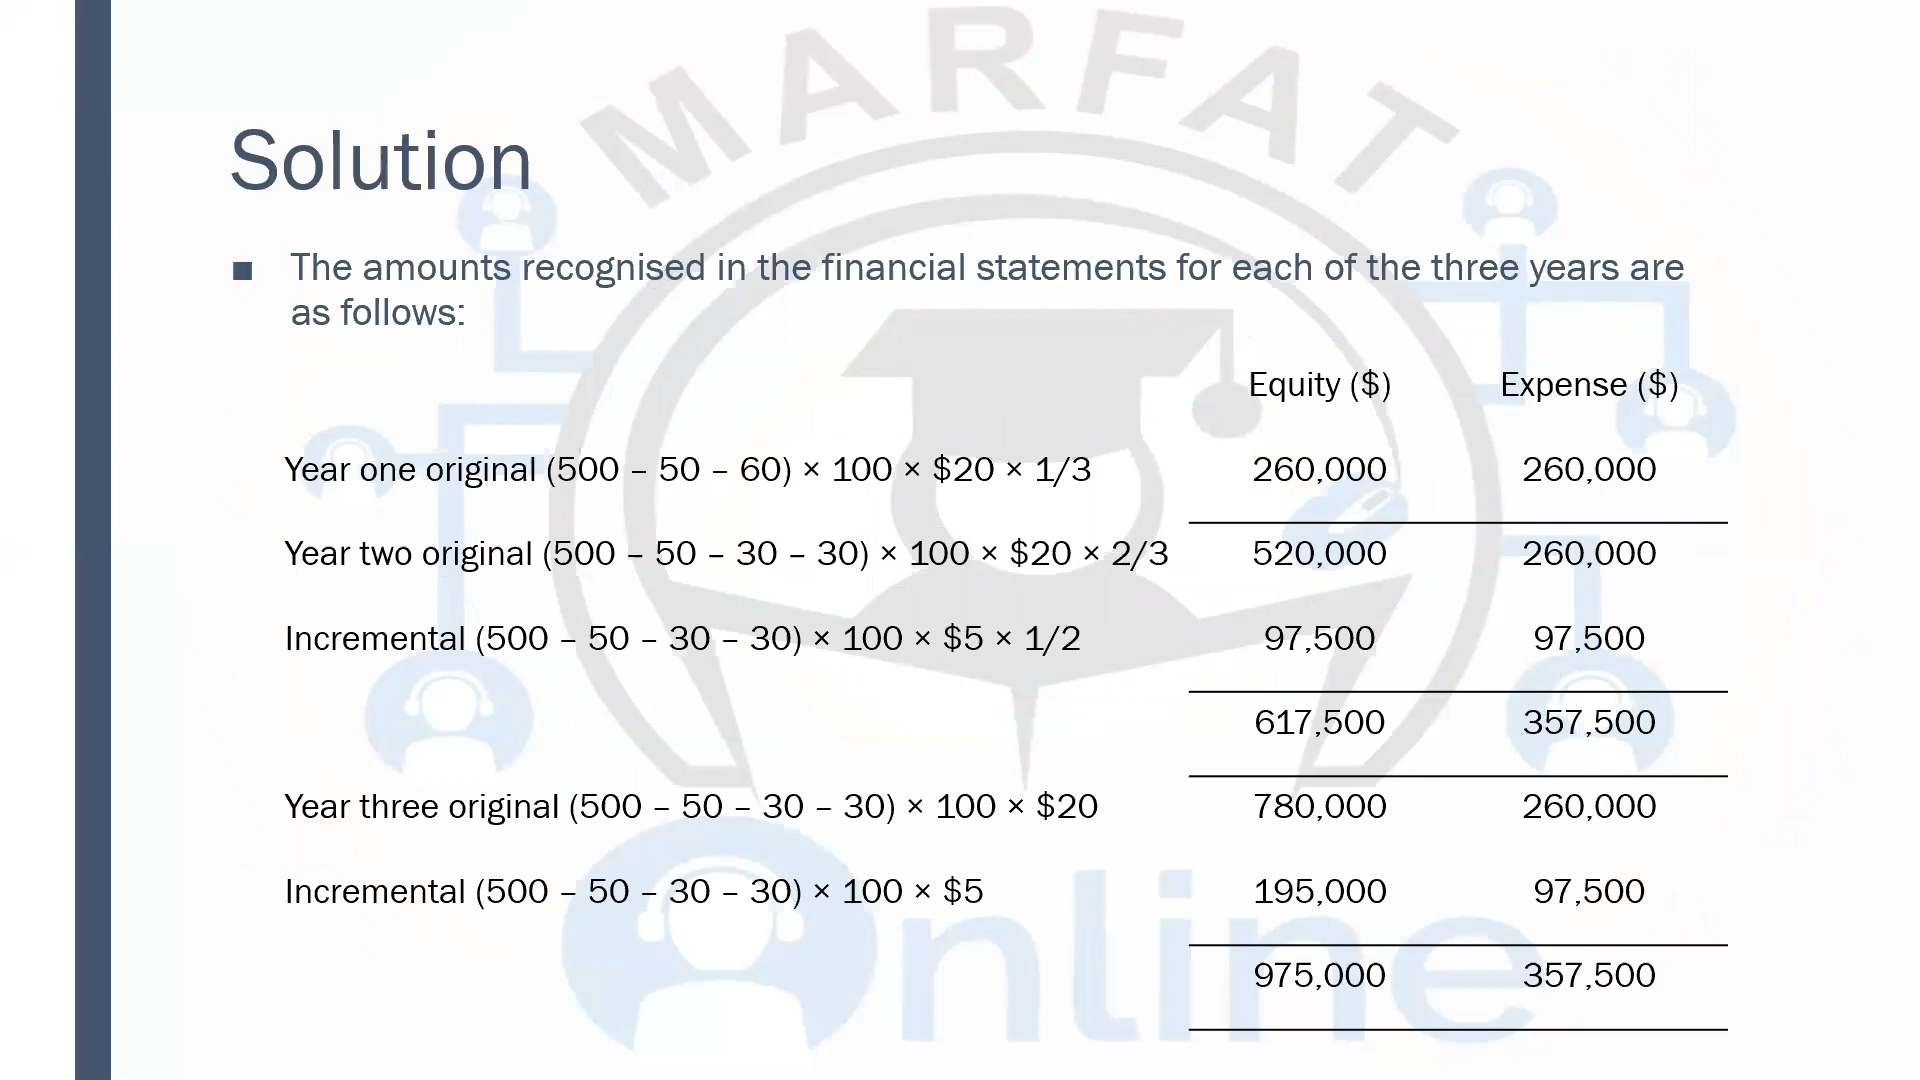 MARFAT
Solution
■ The amounts recognised in the financial statements for each of the three years are
as follows:
Equity ($) Expense ($)
Year one original (500 – 50 – 60) × 100 × $20 × 1/3 260,000 260,000
Year two original (500 – 50 – 30 – 30) × 100 × $20 × 2/3 520,000 260,000
Incremental (500 – 50 – 30 – 30) × 100 × $5 × 1/2 97,500 97,500
617,500 357,500
Year three original (500 – 50 – 30 – 30) × 100 × $20 780,000 260,000
Incremental (500 – 50 – 30 – 30) × 100 × $5 195,000 97,500
975,000 357,500
Online